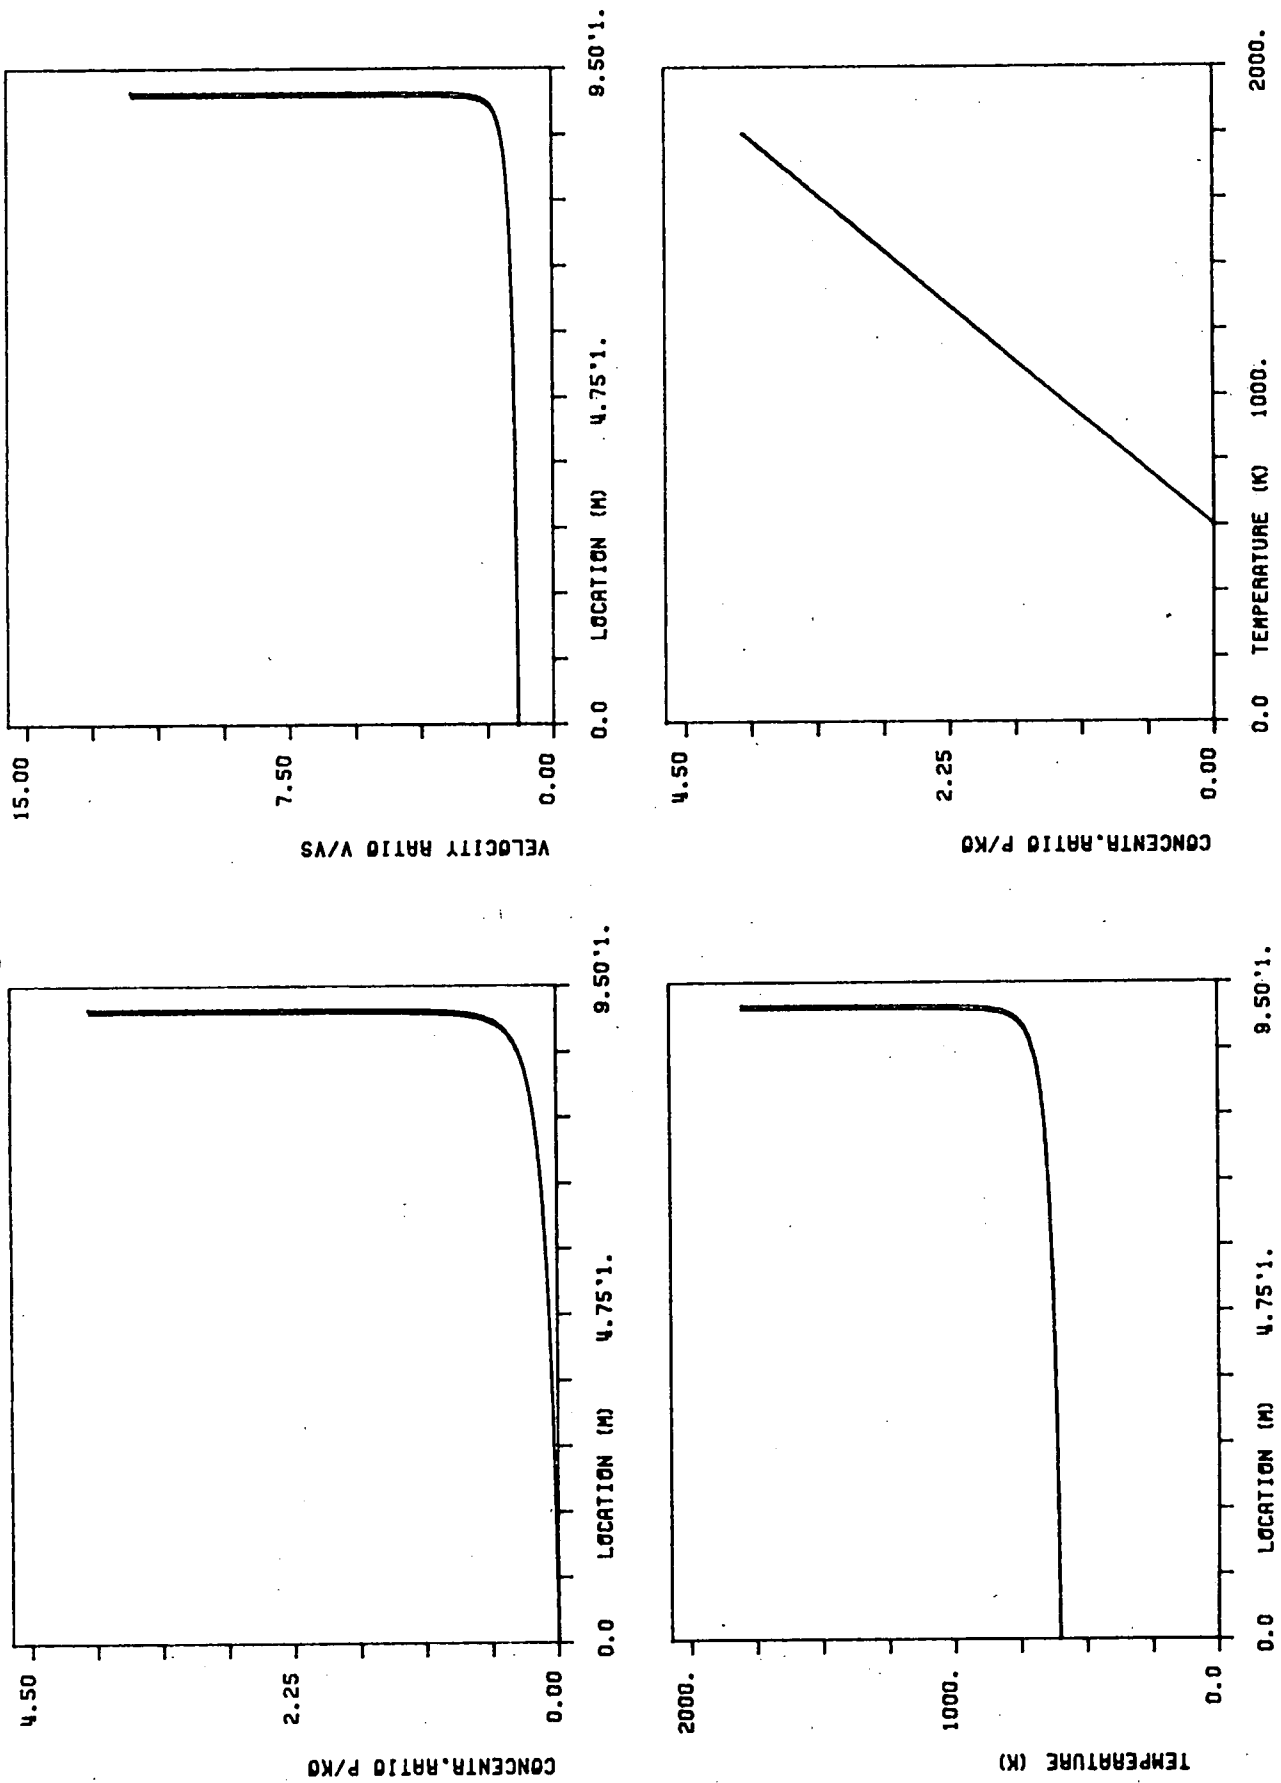 4.50
2.25
0.00
CONCENTR.RATIO P/KO
0.0 LOCATION (M) 4.75'1. 9.50'1.
15.00
7.50
0.00
VELOCITY RATIO V/VS
0.0 LOCATION (M) 4.75'1. 9.50'1.
2000.
1000.
0.0
TEMPERATURE (K)
0.0 LOCATION (M) 4.75'1. 9.50'1.
4.50
2.25
0.00
CONCENTR.RATIO P/KO
0.0 TEMPERATURE (K) 1000. 2000.